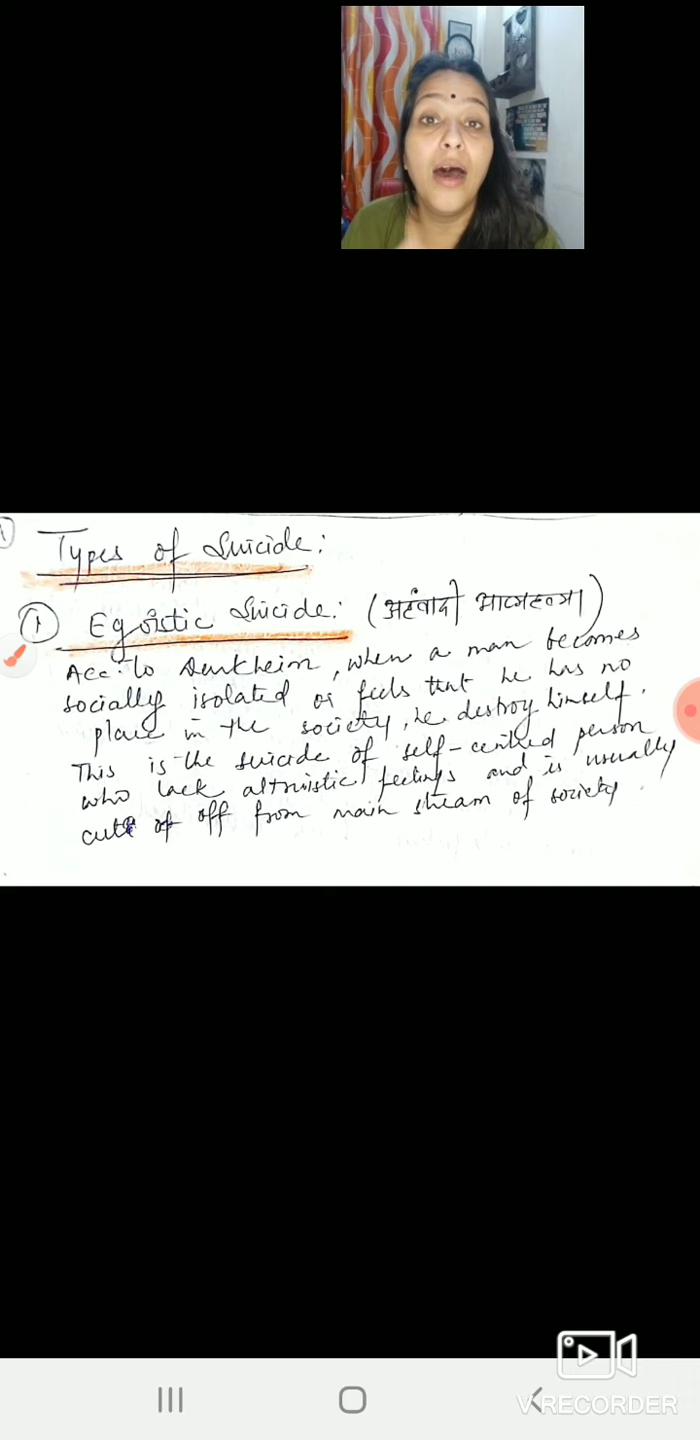 Types of Suicide:
① Egoistic Suicide: (अहंवादी आत्महत्या)
Acc. to Durkheim, when a man becomes
socially isolated or feels that he has no
place in the society, he destroy himself.
This is the suicide of self-centred person
who lack altruistic feelings and is usually
cut off from main stream of society.
V RECORDER